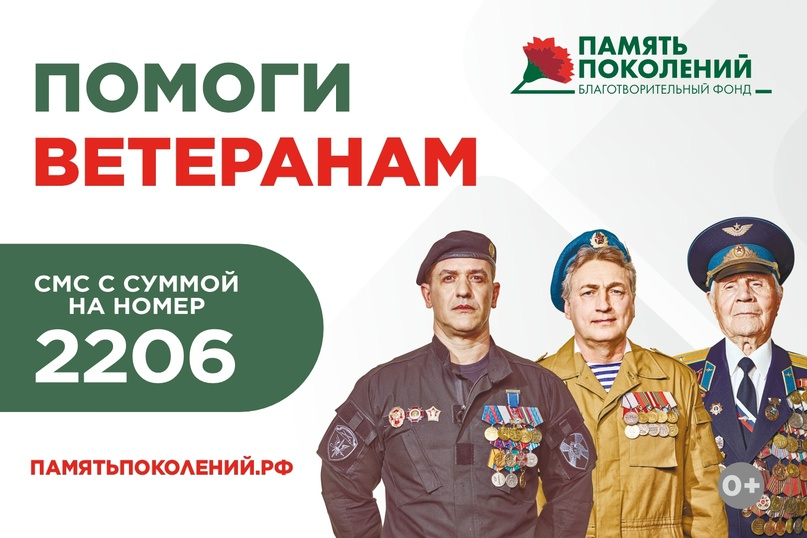 ПОМОГИ
ВЕТЕРАНАМ
ПАМЯТЬ
ПОКОЛЕНИЙ
БЛАГОТВОРИТЕЛЬНЫЙ ФОНД
СМС С СУММОЙ
НА НОМЕР
2206
ПАМЯТЬПОКОЛЕНИЙ.РФ
0+